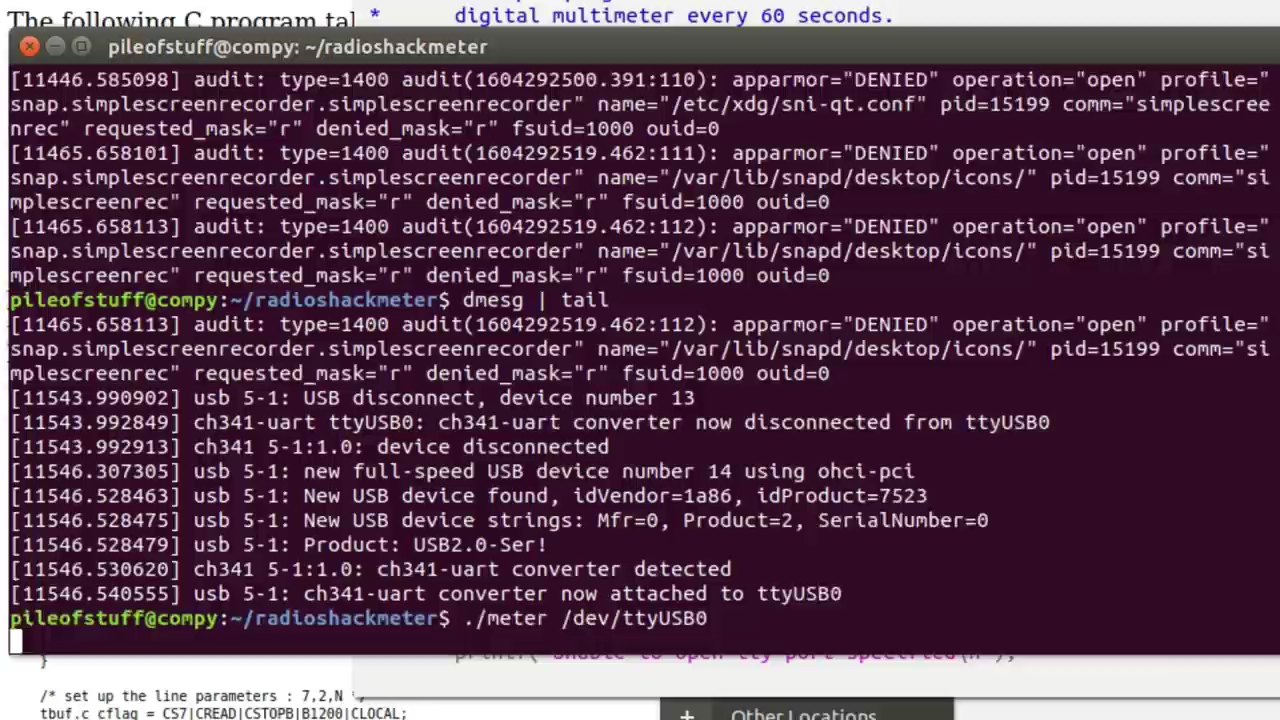 The following C program tal
* digital multimeter every 60 seconds.
pileofstuff@compy: ~/radioshackmeter
[11446.585098] audit: type=1400 audit(1604292500.391:110): apparmor="DENIED" operation="open" profile="
snap.simplescreenrecorder.simplescreenrecorder" name="/etc/xdg/sni-qt.conf" pid=15199 comm="simplescree
nrec" requested_mask="r" denied_mask="r" fsuid=1000 ouid=0
[11465.658101] audit: type=1400 audit(1604292519.462:111): apparmor="DENIED" operation="open" profile="
snap.simplescreenrecorder.simplescreenrecorder" name="/var/lib/snapd/desktop/icons/" pid=15199 comm="si
mplescreenrec" requested_mask="r" denied_mask="r" fsuid=1000 ouid=0
[11465.658113] audit: type=1400 audit(1604292519.462:112): apparmor="DENIED" operation="open" profile="
snap.simplescreenrecorder.simplescreenrecorder" name="/var/lib/snapd/desktop/icons/" pid=15199 comm="si
mplescreenrec" requested_mask="r" denied_mask="r" fsuid=1000 ouid=0
pileofstuff@compy:~/radioshackmeter$ dmesg | tail
[11465.658113] audit: type=1400 audit(1604292519.462:112): apparmor="DENIED" operation="open" profile="
snap.simplescreenrecorder.simplescreenrecorder" name="/var/lib/snapd/desktop/icons/" pid=15199 comm="si
mplescreenrec" requested_mask="r" denied_mask="r" fsuid=1000 ouid=0
[11543.990902] usb 5-1: USB disconnect, device number 13
[11543.992849] ch341-uart ttyUSB0: ch341-uart converter now disconnected from ttyUSB0
[11543.992913] ch341 5-1:1.0: device disconnected
[11546.307305] usb 5-1: new full-speed USB device number 14 using ohci-pci
[11546.528463] usb 5-1: New USB device found, idVendor=1a86, idProduct=7523
[11546.528475] usb 5-1: New USB device strings: Mfr=0, Product=2, SerialNumber=0
[11546.528479] usb 5-1: Product: USB2.0-Ser!
[11546.530620] ch341 5-1:1.0: ch341-uart converter detected
[11546.540555] usb 5-1: ch341-uart converter now attached to ttyUSB0
pileofstuff@compy:~/radioshackmeter$ ./meter /dev/ttyUSB0
printf("Unable to open tty port specified\n");
}
/* set up the line parameters : 7,2,N *
tbuf.c_cflag = CS7|CREAD|CSTOPB|B1200|CLOCAL;
+ Other Locations